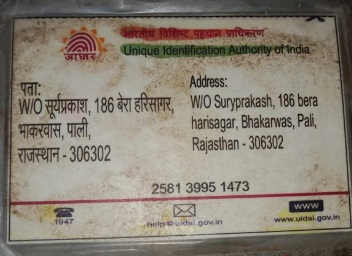 भारतीय विशिष्ट पहचान प्राधिकरण
Unique Identification Authority of India
आधार
पता:
W/O सूर्यप्रकाश, 186 बेरा हरिसागर,
भाकरवास, पाली,
राजस्थान - 306302
Address:
W/O Suryprakash, 186 bera
harisagar, Bhakarwas, Pali,
Rajasthan - 306302
2581 3995 1473
1947
help@uidai.gov.in
www
www.uidai.gov.in